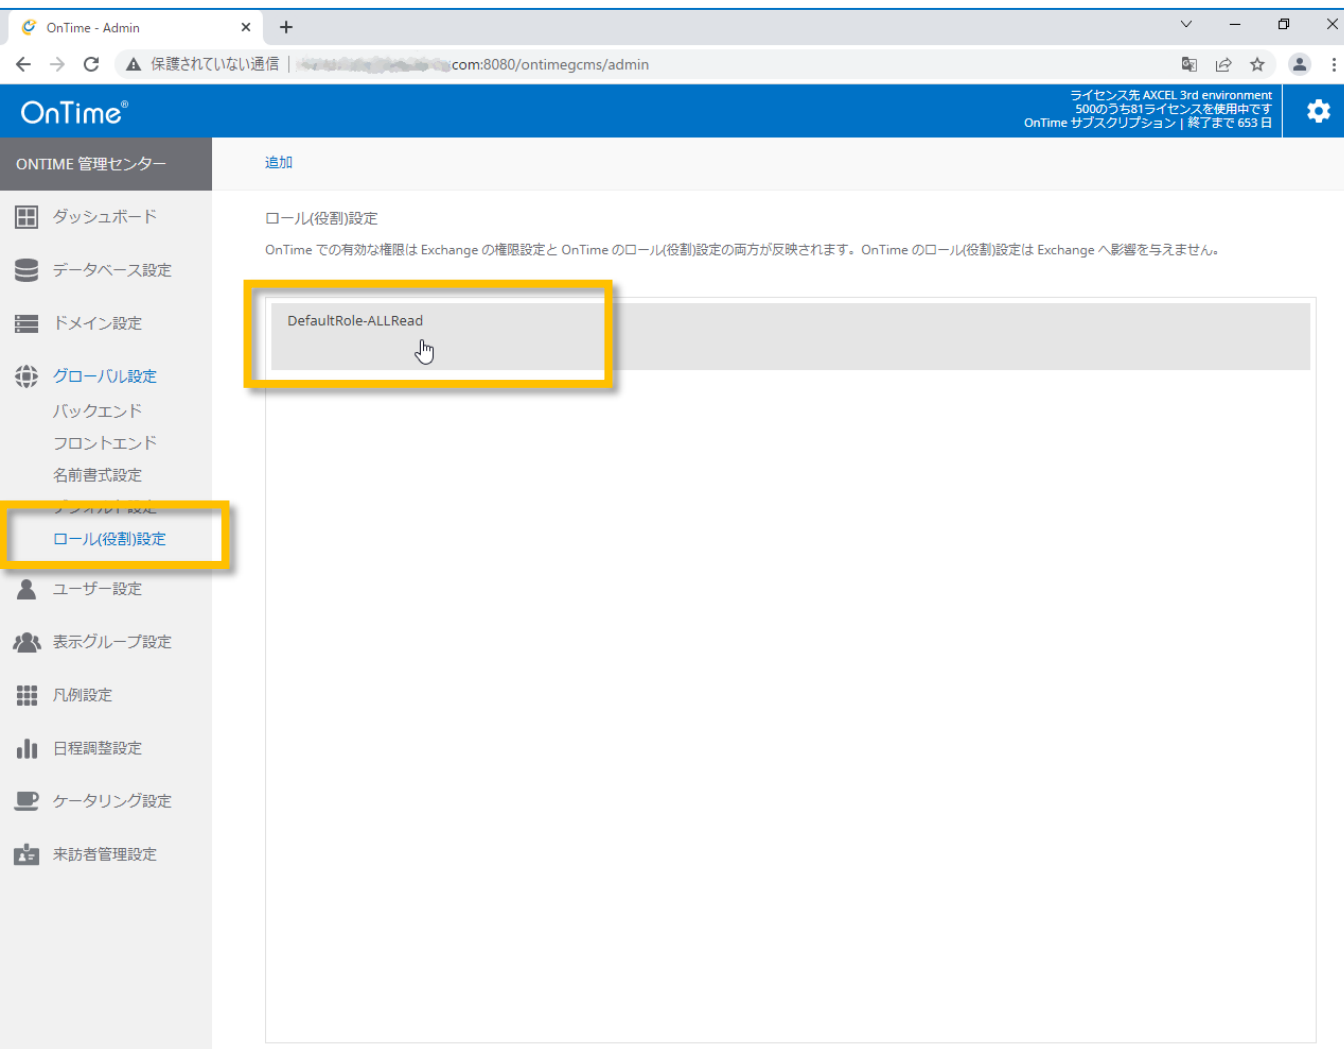 OnTime - Admin
保護されていない通信 | com:8080/ontimegcms/admin
OnTime®
ライセンス先 AXCEL 3rd environment
500のうち81ライセンスを使用中です
OnTime サブスクリプション | 終了まで 653 日
ONTIME 管理センター
追加
ダッシュボード
データベース設定
ドメイン設定
グローバル設定
バックエンド
フロントエンド
名前書式設定
ロール(役割)設定
ユーザー設定
表示グループ設定
凡例設定
日程調整設定
ケータリング設定
来訪者管理設定
ロール(役割)設定
OnTime での有効な権限は Exchange の権限設定と OnTime のロール(役割)設定の両方が反映されます。OnTime のロール(役割)設定は Exchange へ影響を与えません。
DefaultRole-ALLRead